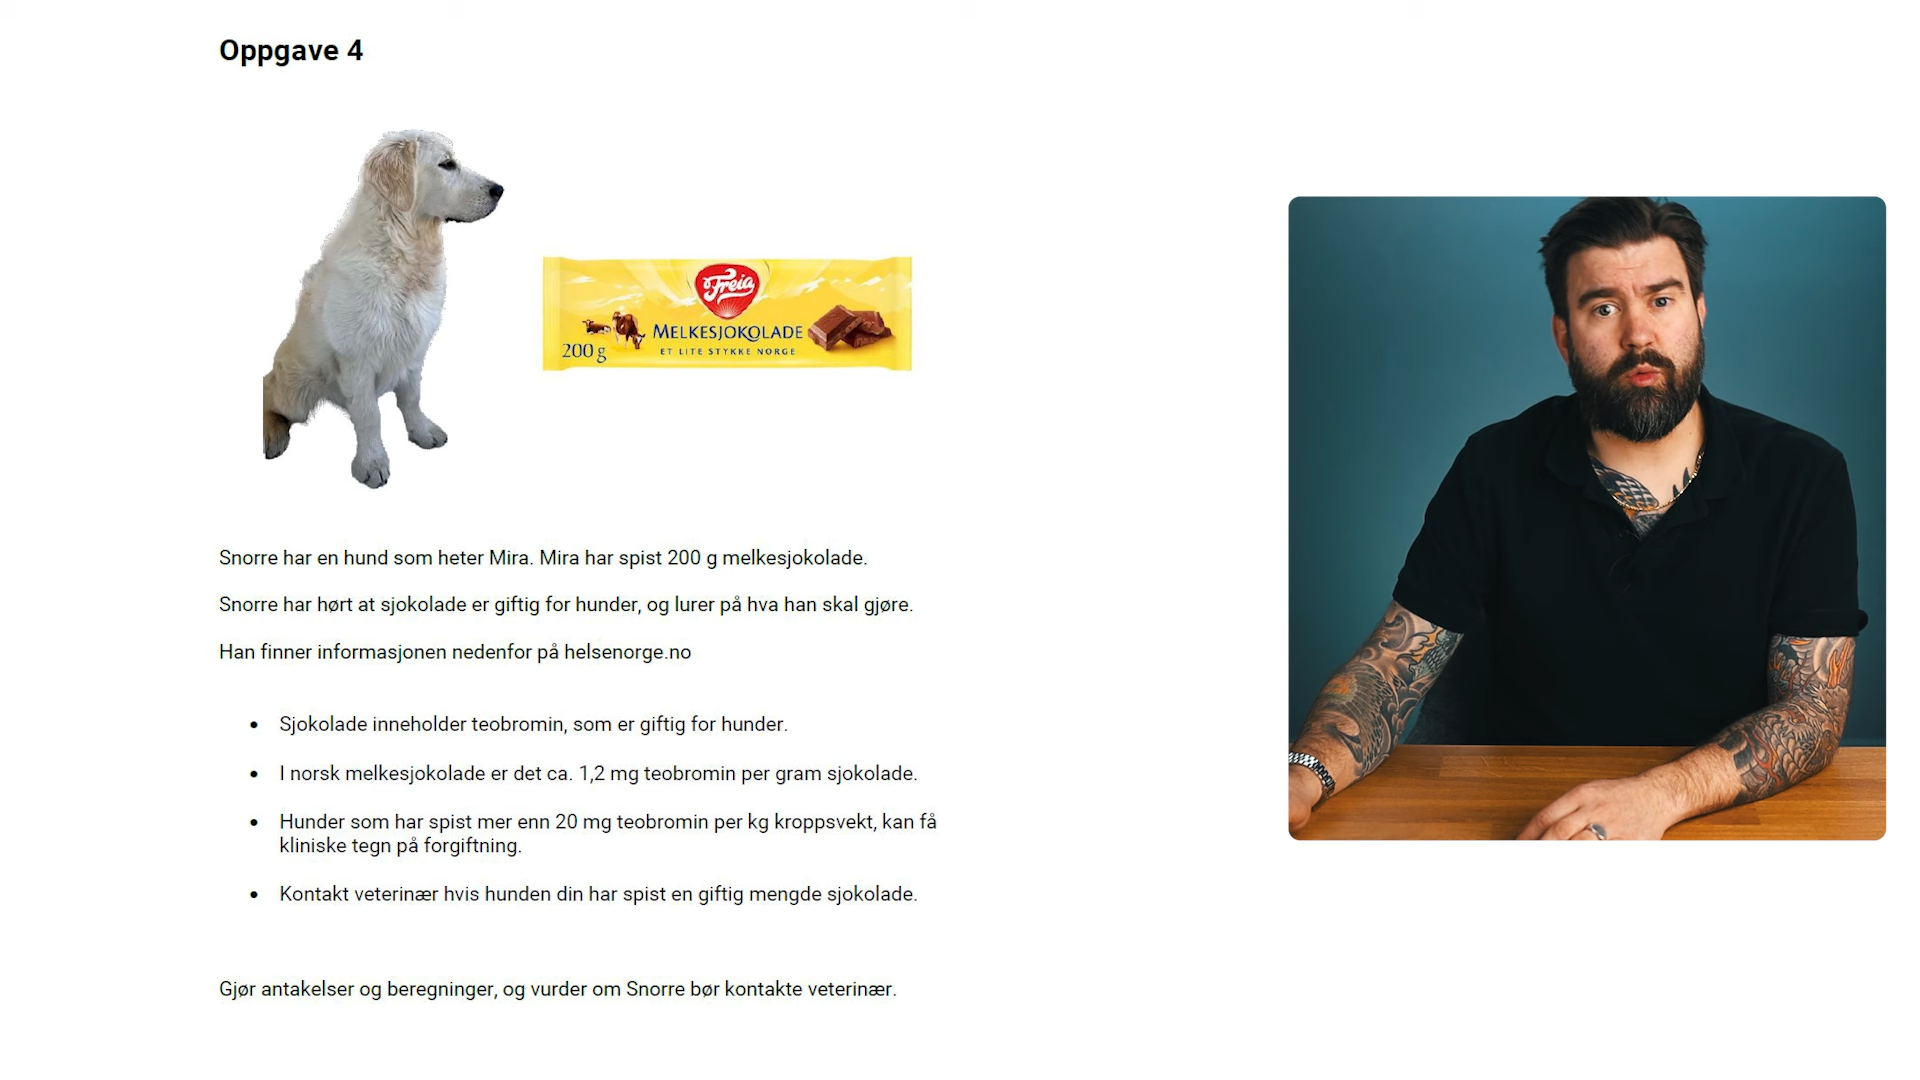 Oppgave 4
Freia
MELKESJOKOLADE
ET LITE STYKKE NORGE
200 g
Snorre har en hund som heter Mira. Mira har spist 200 g melkesjokolade.
Snorre har hørt at sjokolade er giftig for hunder, og lurer på hva han skal gjøre.
Han finner informasjonen nedenfor på helsenorge.no
• Sjokolade inneholder teobromin, som er giftig for hunder.
• I norsk melkesjokolade er det ca. 1,2 mg teobromin per gram sjokolade.
• Hunder som har spist mer enn 20 mg teobromin per kg kroppsvekt, kan få
kliniske tegn på forgiftning.
• Kontakt veterinær hvis hunden din har spist en giftig mengde sjokolade.
Gjør antakelser og beregninger, og vurder om Snorre bør kontakte veterinær.